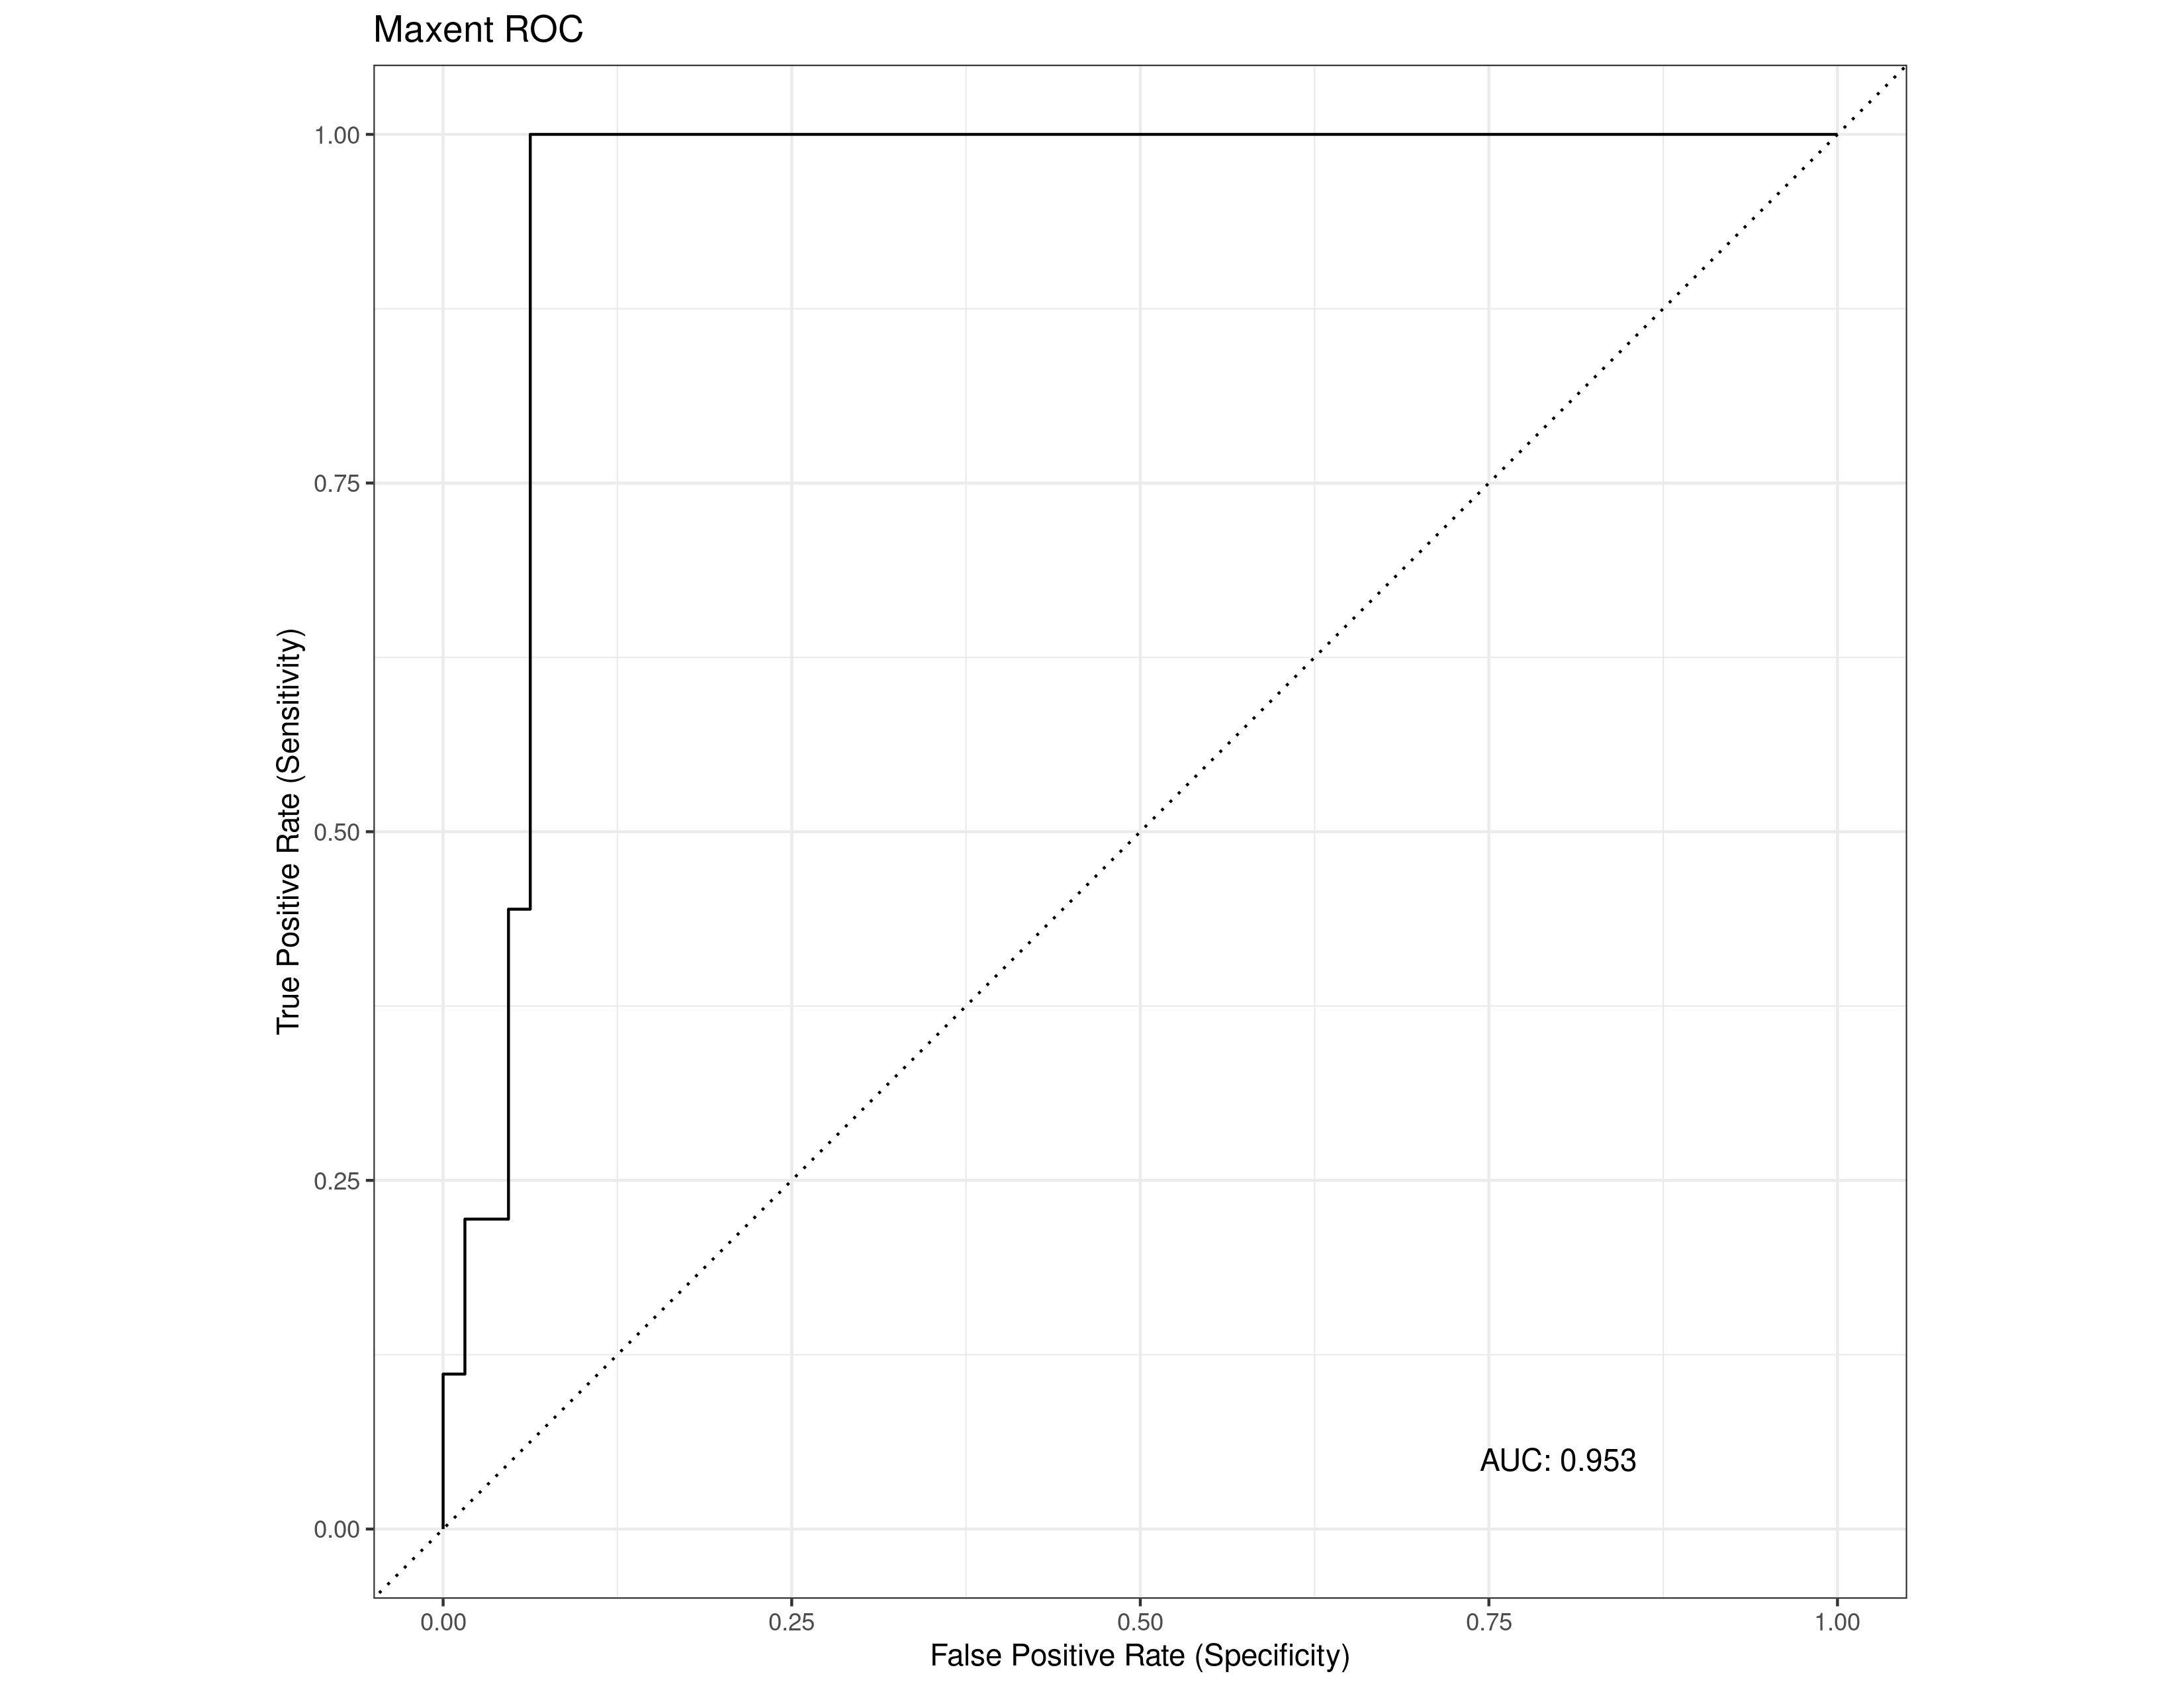 Maxent ROC
True Positive Rate (Sensitivity)
1.00
0.75
0.50
0.25
0.00
AUC: 0.953
0.00 0.25 0.50 0.75 1.00
False Positive Rate (Specificity)